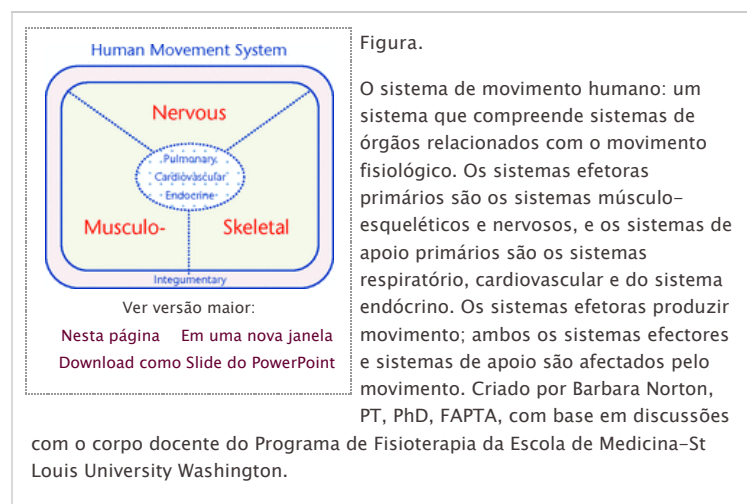 Human Movement System
Nervous
Pulmonary,
Cardiovascular
Endocrine
Musculo-
Skeletal
Integumentary
Ver versão maior:
Nesta página Em uma nova janela
Download como Slide do PowerPoint
Figura.
O sistema de movimento humano: um
sistema que compreende sistemas de
órgãos relacionados com o movimento
fisiológico. Os sistemas efetoras
primários são os sistemas músculo-
esqueléticos e nervosos, e os sistemas de
apoio primários são os sistemas
respiratório, cardiovascular e do sistema
endócrino. Os sistemas efetoras produzir
movimento; ambos os sistemas efectores
e sistemas de apoio são afectados pelo
movimento. Criado por Barbara Norton,
PT, PhD, FAPTA, com base em discussões
com o corpo docente do Programa de Fisioterapia da Escola de Medicina-St
Louis University Washington.